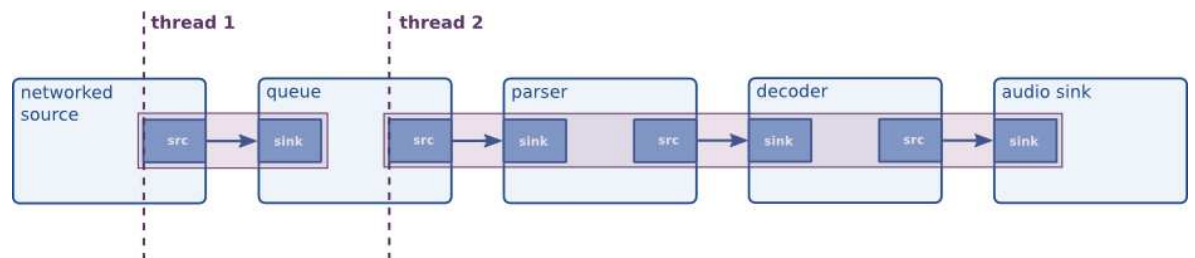 thread 1
thread 2
networked
source
queue
parser
decoder
audio sink
src
sink
src
sink
src
sink
src
sink